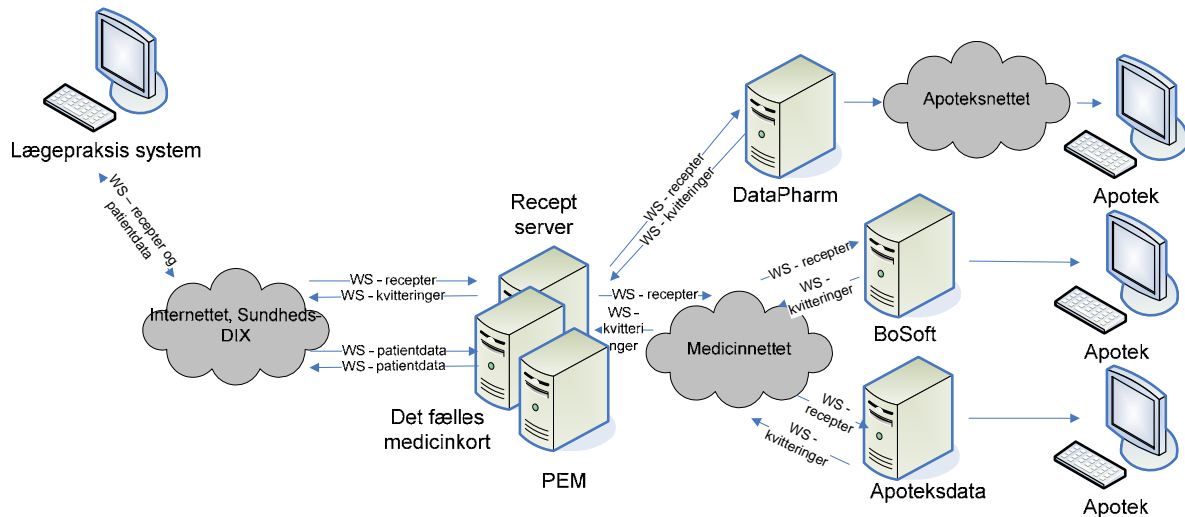 Lægepraksis system
WS – recepter og
patientdata
Internettet, Sundheds-
DIX
WS - recepter
WS - kvitteringer
WS - patientdata
WS - patientdata
Recept
server
Det fælles
medicinkort
PEM
WS - recepter
WS - kvitteringer
WS - recepter
WS -
kvitteri
nger
Medicinnettet
DataPharm
Apoteksnettet
Apotek
WS - recepter
WS -
kvitteringer
BoSoft
Apotek
WS -
recepter
WS -
kvitteringer
Apoteksdata
Apotek